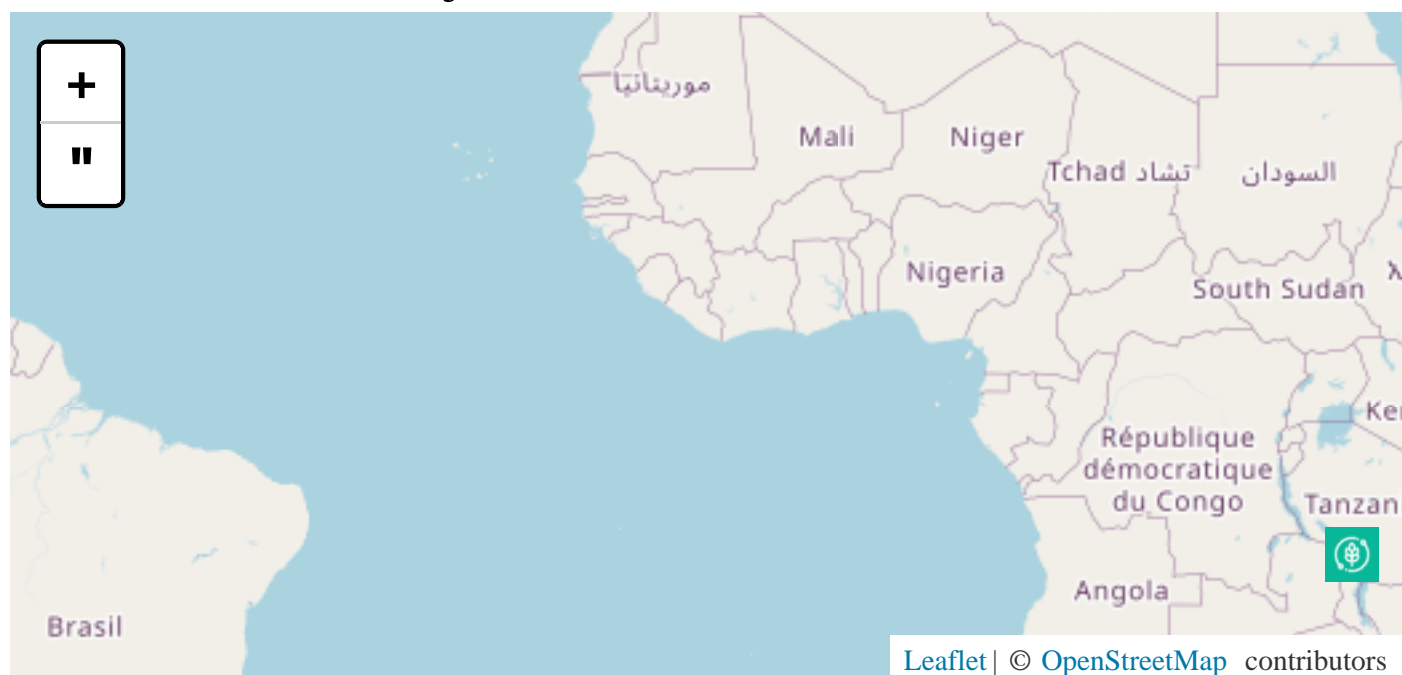 +
"
موريتانيا
Mali
Niger
Tchad تشاد
السودان
Nigeria
South Sudan
République
démocratique
du Congo
Tanzan
Angola
Brasil
Leaflet | © OpenStreetMap contributors